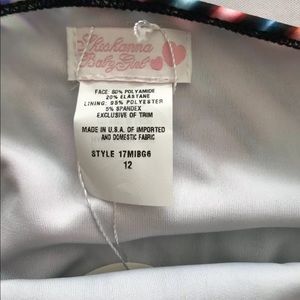 Shoshanna
Baby Girl
FACE: 80% POLYAMIDE
20% ELASTANE
LINING: 95% POLYESTER
5% SPANDEX
EXCLUSIVE OF TRIM
MADE IN U.S.A. OF IMPORTED
AND DOMESTIC FABRIC
STYLE 17MIBG6
12